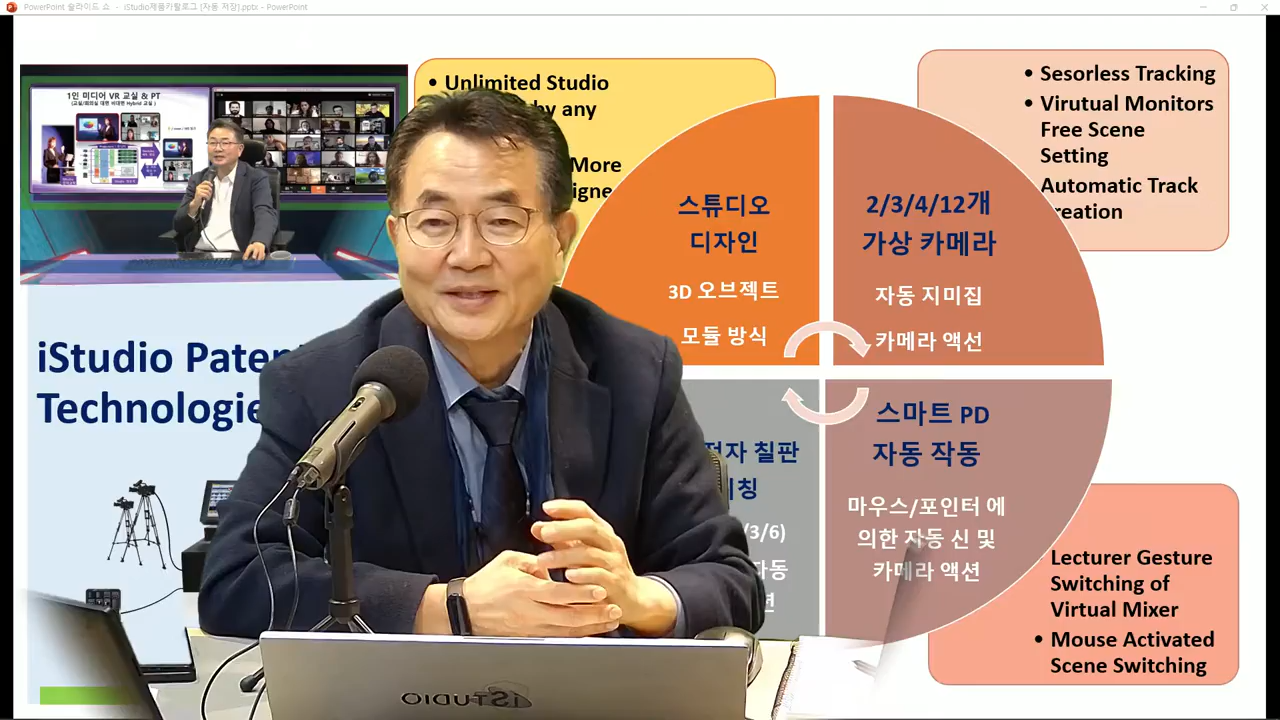 PowerPoint 슬라이드 쇼 - iStudio제품카탈로그 [자동 저장].pptx - PowerPoint
1인 미디어 VR 교실 & PT
• Unlimited Studio
by any
More
igne
• Sesorless Tracking
• Virutual Monitors
Free Scene
Setting
Automatic Track
reation
스튜디오
디자인
3D 오브젝트
모듈 방식
2/3/4/12개
가상 카메라
자동 지미집
카메라 액선
iStudio Paten
Technologie
전자 칠판
칭
/3/6)
자동
스마트 PD
자동 작동
마우스/포인터 에
의한 자동 신 및
카메라 액션
Lecturer Gesture
Switching of
Virtual Mixer
• Mouse Activated
Scene Switching
iSTUDIO